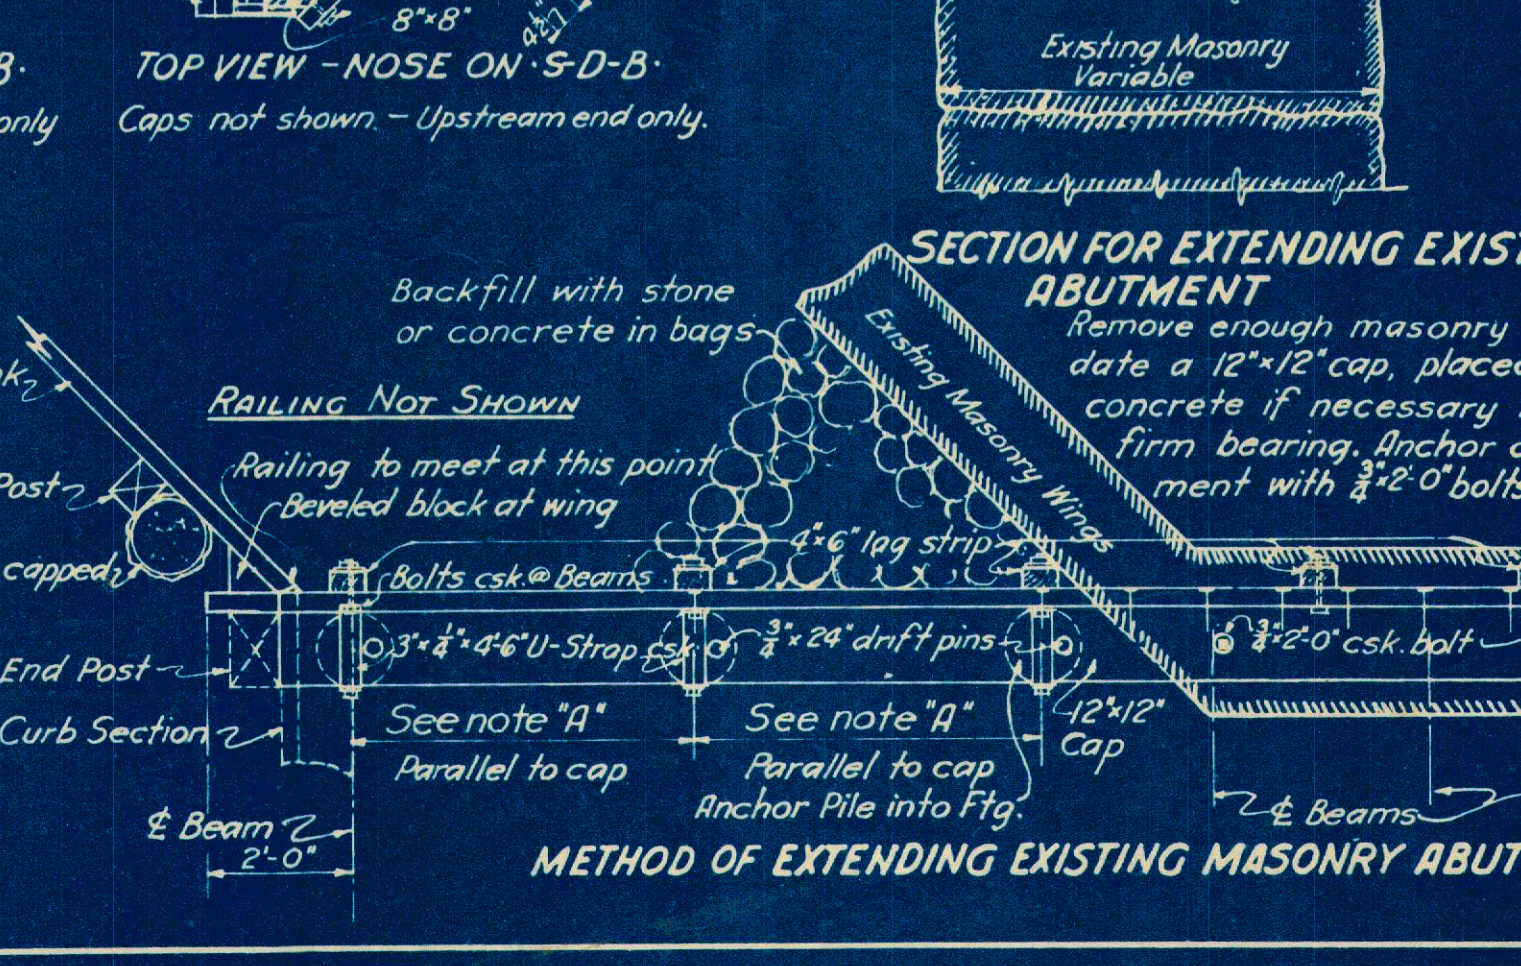 B.
only
8"×8"
4½"
TOP VIEW – NOSE ON · S-D-B ·
Caps not shown. – Upstream end only.
Existing Masonry
Variable
SECTION FOR EXTENDING
ABUTMENT
Remove enough masonry
date a 12"×12" cap,
concrete if necessary
firm bearing. Anchor
ment with ¾"×2'-0" bolts
Backfill with stone
or concrete in bags
Existing Masonry Wings
RAILING NOT SHOWN
Railing to meet at this point
Beveled block at wing
Post
capped
4"×6" lag strip
Bolts csk. @ Beams
3"×¼"×4'-6" U-Strap csk.
¾"×24" drift pins
¾"×2'-0" csk. bolt
End Post
Curb Section
See note "A"
Parallel to cap
See note "A"
Parallel to cap
12"×12"
Cap
Anchor Pile into Ftg.
℄ Beam
2'-0"
℄ Beams
METHOD OF EXTENDING EXISTING MASONRY